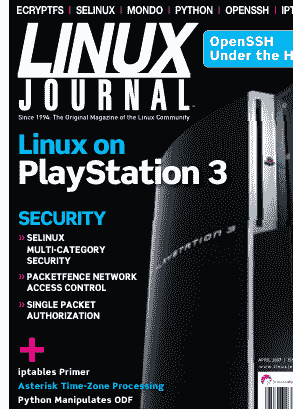 ECRYPTFS | SELINUX | MONDO | PYTHON | OPENSSH | IPT
OpenSSH
Under the H
LINUX
JOURNAL
Since 1994: The Original Magazine of the Linux Community
Linux on
PlayStation 3
PLAYSTATION 3
SECURITY
» SELINUX
MULTI-CATEGORY
SECURITY
» PACKETFENCE NETWORK
ACCESS CONTROL
» SINGLE PACKET
AUTHORIZATION
+
iptables Primer
Asterisk Time-Zone Processing
Python Manipulates ODF
APRIL 2007